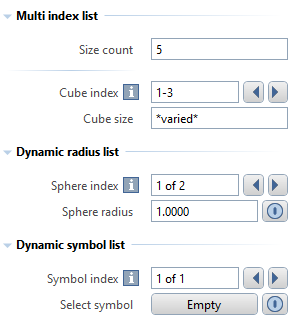 Multi index list
Size count 5
Cube index i 1-3
Cube size *varied*
Dynamic radius list
Sphere index i 1 of 2
Sphere radius 1.0000
Dynamic symbol list
Symbol index i 1 of 1
Select symbol Empty